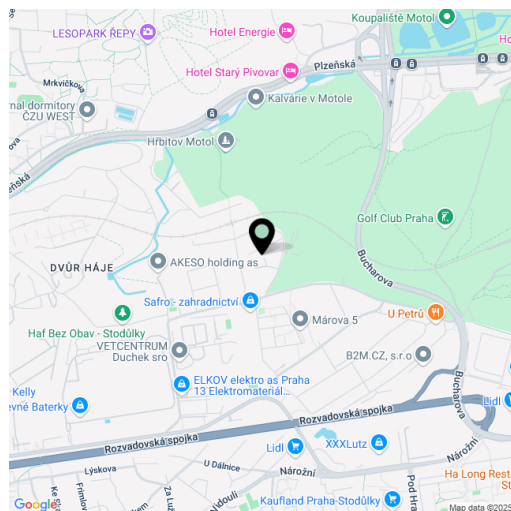 Koupaliště Motol
LESOPARK ŘEPY
Hotel Energie
Plzeňská
Hotel Starý Pivovar
Mrkvičkova
Kalvárie v Motole
nal dormitory
ČZU WEST
Hřbitov Motol
Golf Club Praha
Bucharova
DVŮR HÁJE
AKESO holding as
Safro - zahradnictví
Haf Bez Obav - Stodůlky
Márova 5
U Petrů
VETCENTRUM
Duchek sro
B2M.CZ, s.r.o
ELKOV elektro as Praha
13 Elektromateriál...
Kelly
Bucharova
Lidl
Rozvadovská spojka
Rozvadovská spojka
Lidl
XXXLutz
Nárožní
Lýskova
U Dálnice
Nárožní
Ha Long Rest
Kaufland Praha-Stodůlky
Google
Map data ©2025